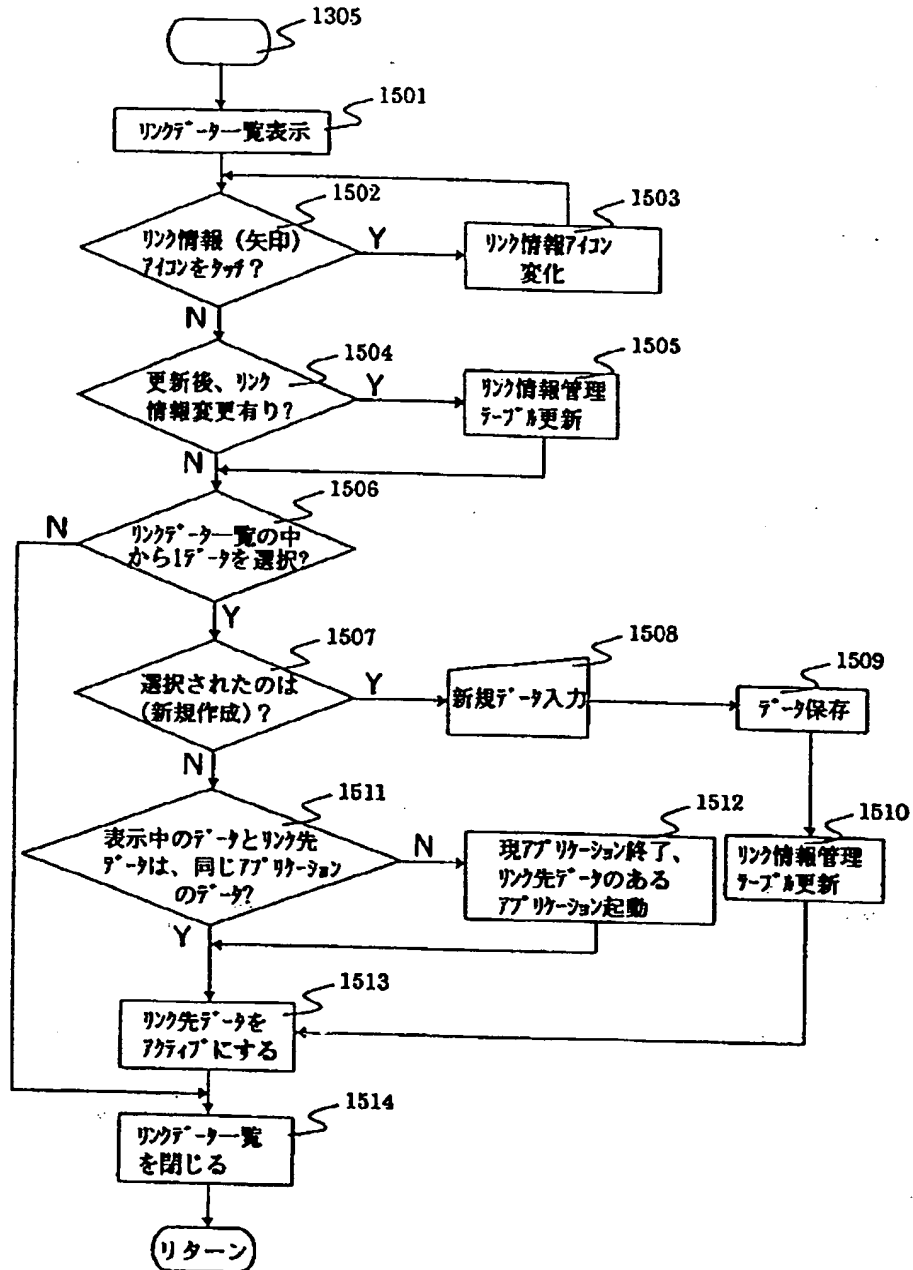 1305
1501
ﾘﾝｸﾃﾞｰﾀ一覧表示
1502
ﾘﾝｸ情報（矢印）
ｱｲｺﾝをﾀｯﾁ？
Y
N
1503
ﾘﾝｸ情報ｱｲｺﾝ
変化
1504
更新後、ﾘﾝｸ
情報変更有り？
Y
N
1505
ﾘﾝｸ情報管理
ﾃｰﾌﾞﾙ更新
1506
ﾘﾝｸﾃﾞｰﾀ一覧の中
から1ﾃﾞｰﾀを選択？
N
Y
1507
選択されたのは
（新規作成）？
Y
N
1508
新規ﾃﾞｰﾀ入力
1509
ﾃﾞｰﾀ保存
1510
ﾘﾝｸ情報管理
ﾃｰﾌﾞﾙ更新
1511
表示中のﾃﾞｰﾀとﾘﾝｸ先
ﾃﾞｰﾀは、同じｱﾌﾟﾘｹｰｼｮﾝ
のﾃﾞｰﾀ？
N
Y
1512
現ｱﾌﾟﾘｹｰｼｮﾝ終了、
ﾘﾝｸ先ﾃﾞｰﾀのある
ｱﾌﾟﾘｹｰｼｮﾝ起動
1513
ﾘﾝｸ先ﾃﾞｰﾀを
ｱｸﾃｨﾌﾞにする
1514
ﾘﾝｸﾃﾞｰﾀ一覧
を閉じる
リターン